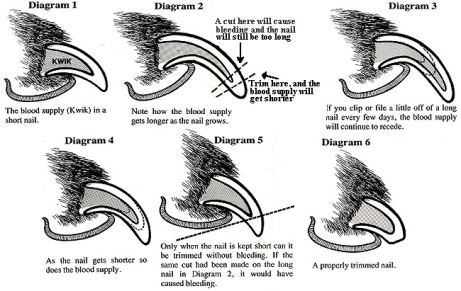 Diagram 1
KWIK
The blood supply (Kwik) in a
short nail.
Diagram 2
A cut here will cause
bleeding and the nail
will still be too long
Trim here, and the
blood supply will
get shorter
Note how the blood supply
gets longer as the nail grows.
Diagram 3
If you clip or file a little off of a long
nail every few days, the blood supply
will continue to recede.
Diagram 4
As the nail gets shorter so
does the blood supply.
Diagram 5
Only when the nail is kept short can it
be trimmed without bleeding. If the
same cut had been made on the long
nail in Diagram 2, it would have
caused bleeding.
Diagram 6
A properly trimmed nail.